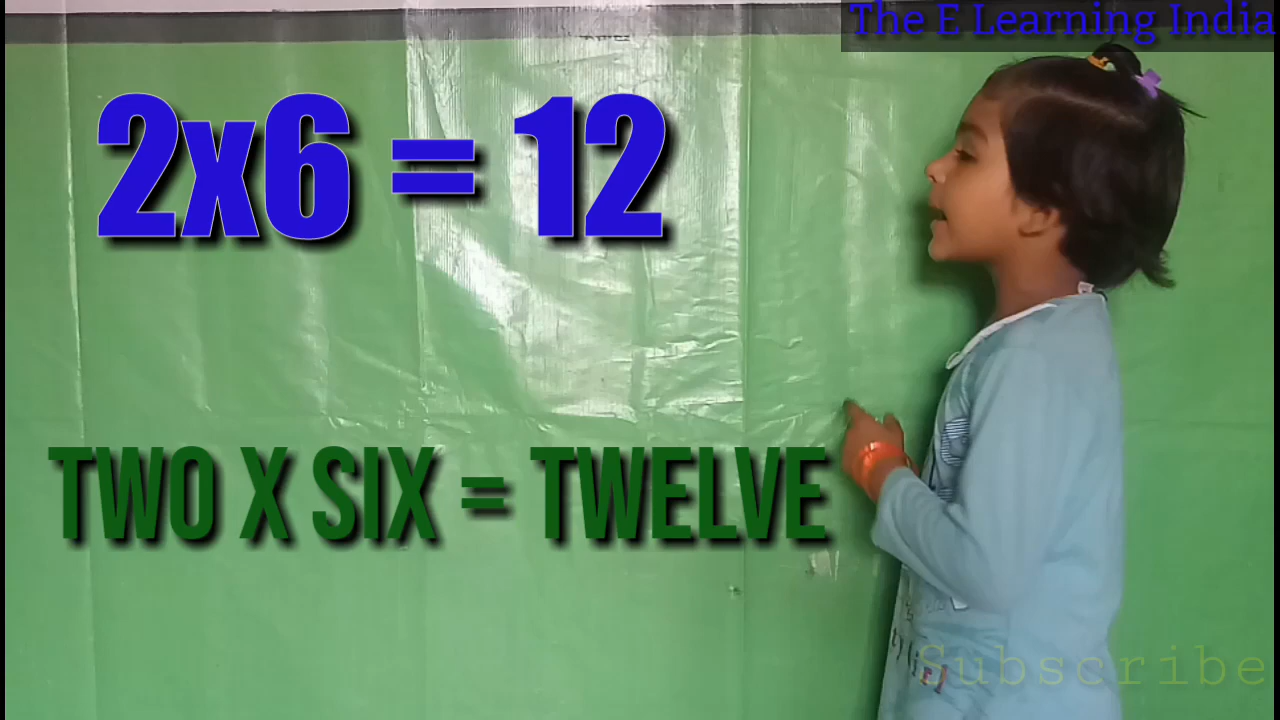 The E Learning India
2x6 = 12
TWO X SIX = TWELVE
Subscribe